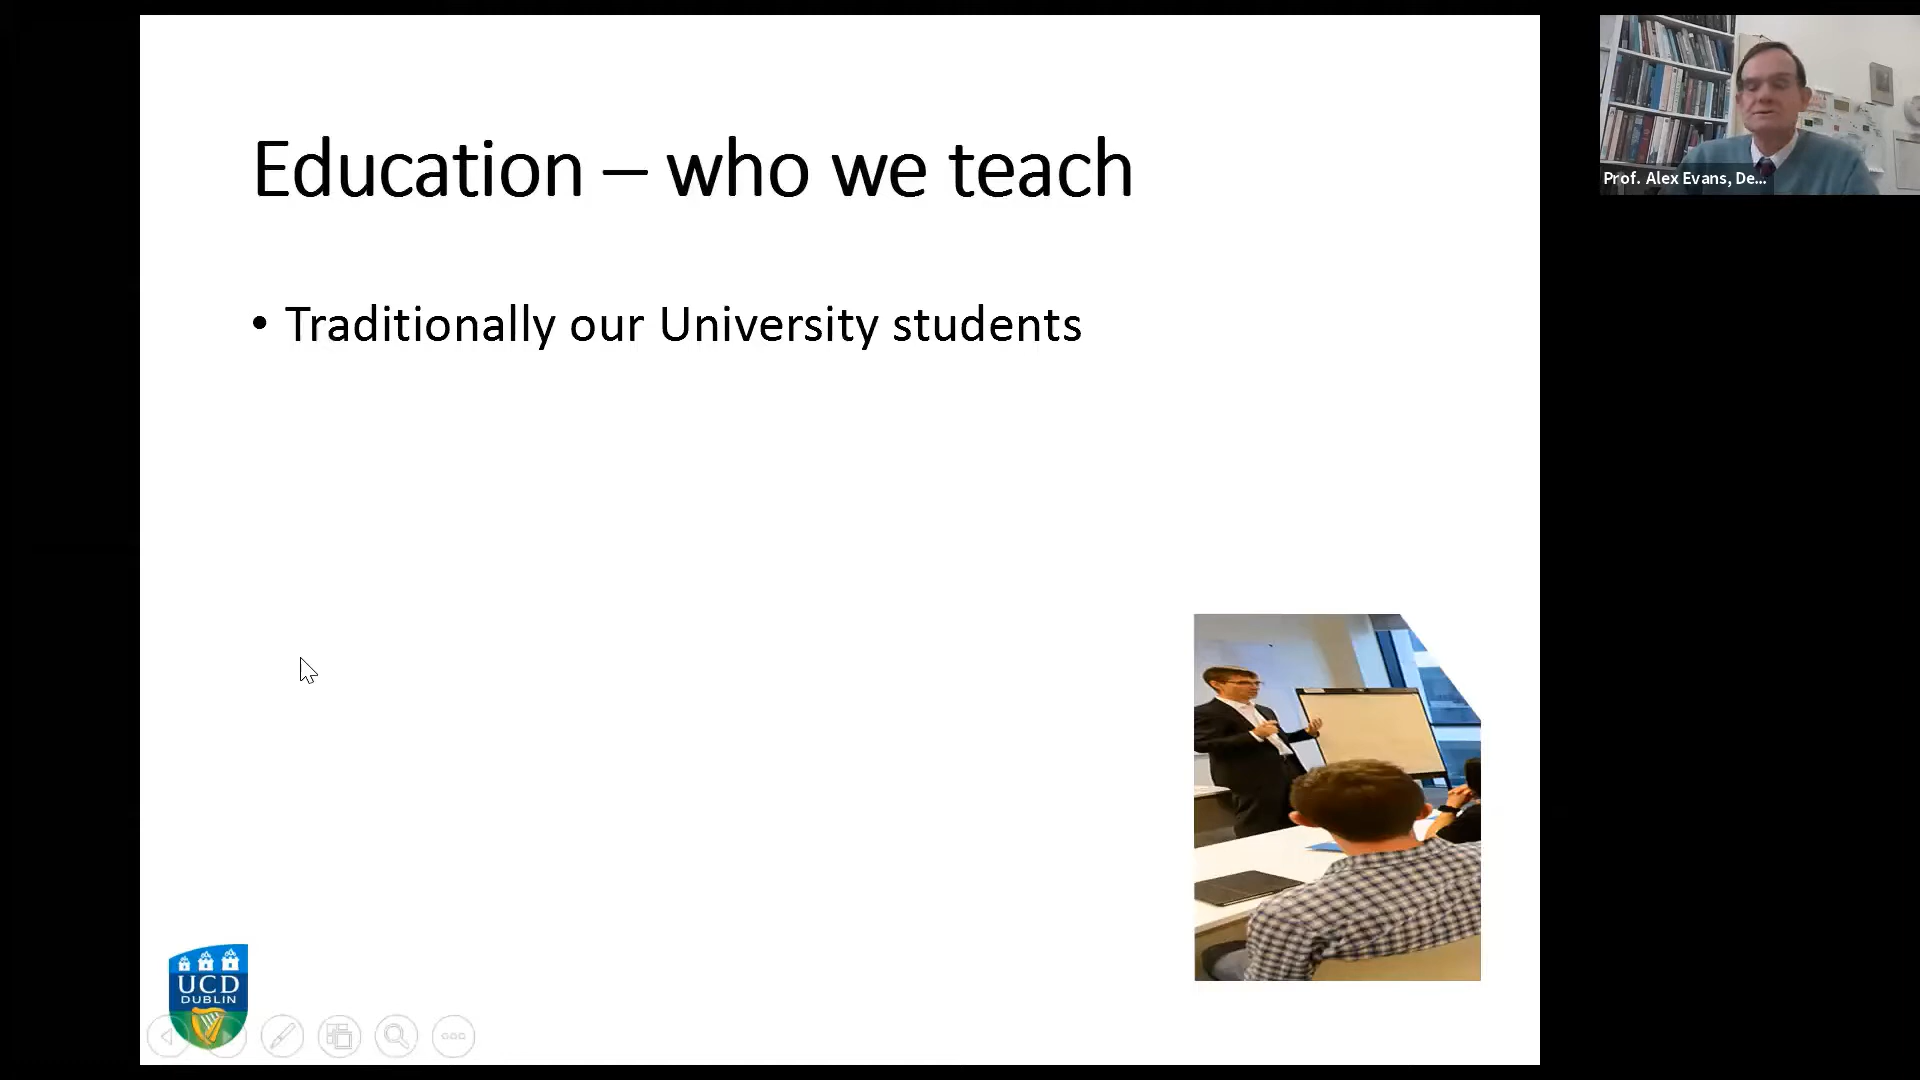 Education – who we teach
• Traditionally our University students
Prof. Alex Evans, De...
UCD
DUBLIN